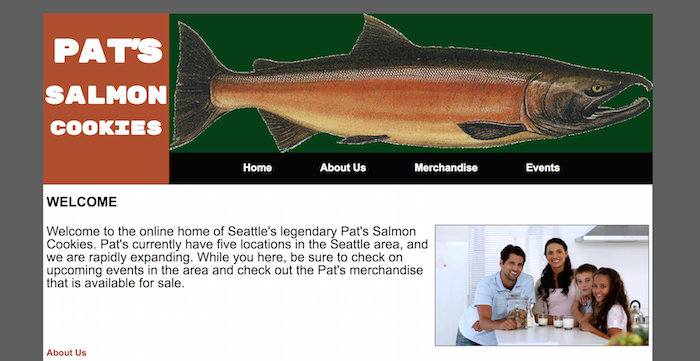 PAT'S
SALMON
COOKIES
Home About Us Merchandise Events
WELCOME
Welcome to the online home of Seattle's legendary Pat's Salmon
Cookies. Pat's currently have five locations in the Seattle area, and
we are rapidly expanding. While you here, be sure to check on
upcoming events in the area and check out the Pat's merchandise
that is available for sale.
About Us